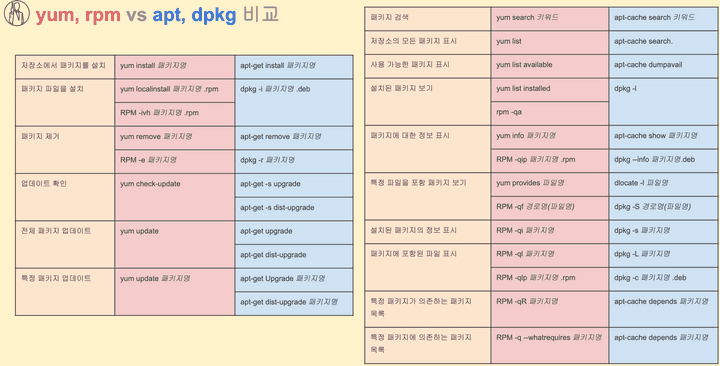 yum, rpm vs apt, dpkg 비교
저장소에서 패키지를 설치 yum install 패키지명 apt-get install 패키지명
패키지 파일을 설치 yum localinstall 패키지명 .rpm dpkg -i 패키지명 .deb
RPM -ivh 패키지명 .rpm
패키지 제거 yum remove 패키지명 apt-get remove 패키지명
RPM -e 패키지명 dpkg -r 패키지명
업데이트 확인 yum check-update apt-get -s upgrade
apt-get -s dist-upgrade
전체 패키지 업데이트 yum update apt-get upgrade
apt-get dist-upgrade
특정 패키지 업데이트 yum update 패키지명 apt-get Upgrade 패키지명
apt-get dist-upgrade 패키지명
패키지 검색 yum search 키워드 apt-cache search 키워드
저장소의 모든 패키지 표시 yum list apt-cache search.
사용 가능한 패키지 표시 yum list available apt-cache dumpavail
설치된 패키지 보기 yum list installed dpkg -l
rpm -qa
패키지에 대한 정보 표시 yum info 패키지명 apt-cache show 패키지명
RPM -qip 패키지명 .rpm dpkg --info 패키지명.deb
특정 파일을 포함 패키지 보기 yum provides 파일명 dlocate -l 파일명
RPM -qf 경로명(파일명) dpkg -S 경로명(파일명)
설치된 패키지의 정보 표시 RPM -qi 패키지명 dpkg -s 패키지명
패키지에 포함된 파일 표시 RPM -ql 패키지명 dpkg -L 패키지명
RPM -qlp 패키지명 .rpm dpkg -c 패키지명 .deb
특정 패키지가 의존하는 패키지 RPM -qR 패키지명 apt-cache depends 패키지명
목록
특정 패키지에 의존하는 패키지 RPM -q --whatrequires 패키지명 apt-cache depends 패키지명
목록